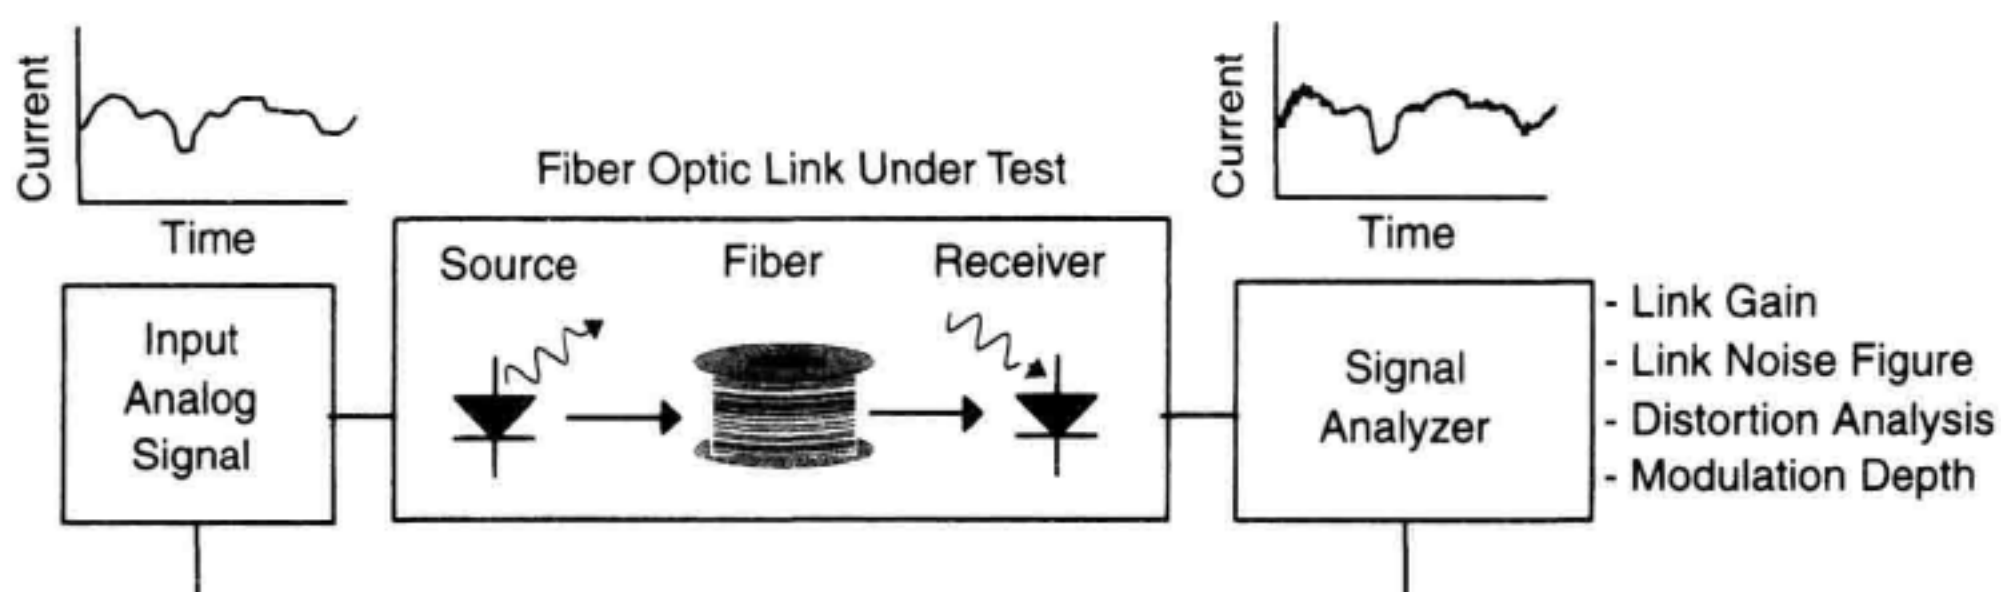 Current
Time
Current
Time
Fiber Optic Link Under Test
Source
Fiber
Receiver
Input
Analog
Signal
Signal
Analyzer
- Link Gain
- Link Noise Figure
- Distortion Analysis
- Modulation Depth